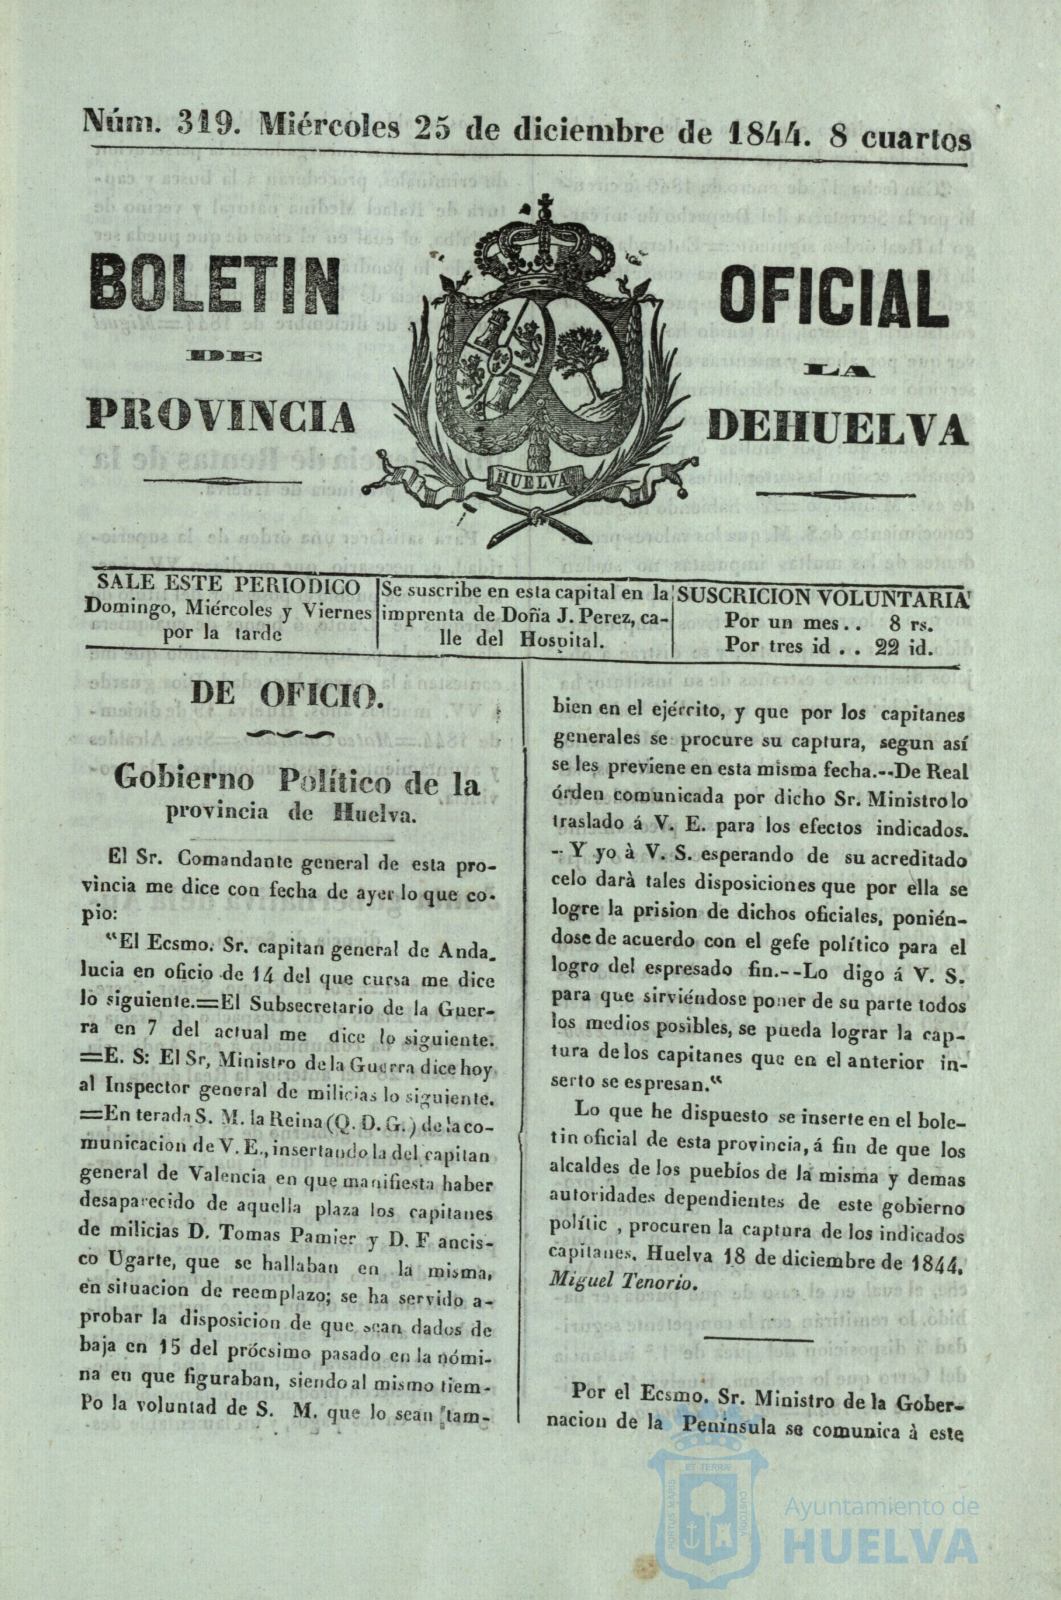 Núm. 319. Miércoles 25 de diciembre de 1844. 8 cuartos
BOLETIN OFICIAL
DE LA
PROVINCIA DEHUELVA
HUELVA
SALE ESTE PERIODICO
Domingo, Miércoles y Viernes
por la tarde
Se suscribe en esta capital en la
imprenta de Doña J. Perez, ca-
lle del Hospital.
SUSCRICION VOLUNTARIA
Por un mes.. 8 rs.
Por tres id . . 22 id.
DE OFICIO.
Gobierno Político de la
provincia de Huelva.
El Sr. Comandante general de esta pro-
vincia me dice con fecha de ayer lo que co-
pio:
“El Ecsmo. Sr. capitan general de Anda-
lucia en oficio de 14 del que cursa me dice
lo siguiente.=El Subsecretario de la Guer-
ra en 7 del actual me dice lo siguiente.
=E. S: El Sr, Ministro de la Guerra dice hoy
al Inspector general de milicias lo siguiente.
=En terada S. M. la Reina (Q. D. G.) de la co-
municacion de V. E., insertando la del capitan
general de Valencia en que manifiesta haber
desaparecido de aquella plaza los capitanes
de milicias D. Tomas Pamier y D. F ancis-
co Ugarte, que se hallaban en la misma,
en situacion de reemplazo; se ha servido a-
probar la disposicion de que sean dados de
baja en 15 del prócsimo pasado en la nómi-
na en que figuraban, siendo al mismo tiem-
Po la voluntad de S. M. que lo sean tam-
bien en el ejército, y que por los capitanes
generales se procure su captura, segun así
se les previene en esta misma fecha.--De Real
órden comunicada por dicho Sr. Ministro lo
traslado á V. E. para los efectos indicados.
-- Y yo à V. S. esperando de su acreditado
celo darà tales disposiciones que por ella se
logre la prision de dichos oficiales, ponién-
dose de acuerdo con el gefe político para el
logro del espresado fin.--Lo digo á V. S.
para que sirviéndose poner de su parte todos
los medios posibles, se pueda lograr la cap-
tura de los capitanes que en el anterior in-
serto se espresan.“
Lo que he dispuesto se inserte en el bole-
tin oficial de esta provincia, á fin de que los
alcaldes de los pueblos de la misma y demas
autoridades dependientes de este gobierno
polític , procuren la captura de los indicados
capitanes. Huelva 18 de diciembre de 1844.
Miguel Tenorio.
Por el Ecsmo. Sr. Ministro de la Gober-
nacion de la Península se comunica à este
ET TERRÆ
PORTUS MARIS
CUSTODIA
Ayuntamiento de
HUELVA